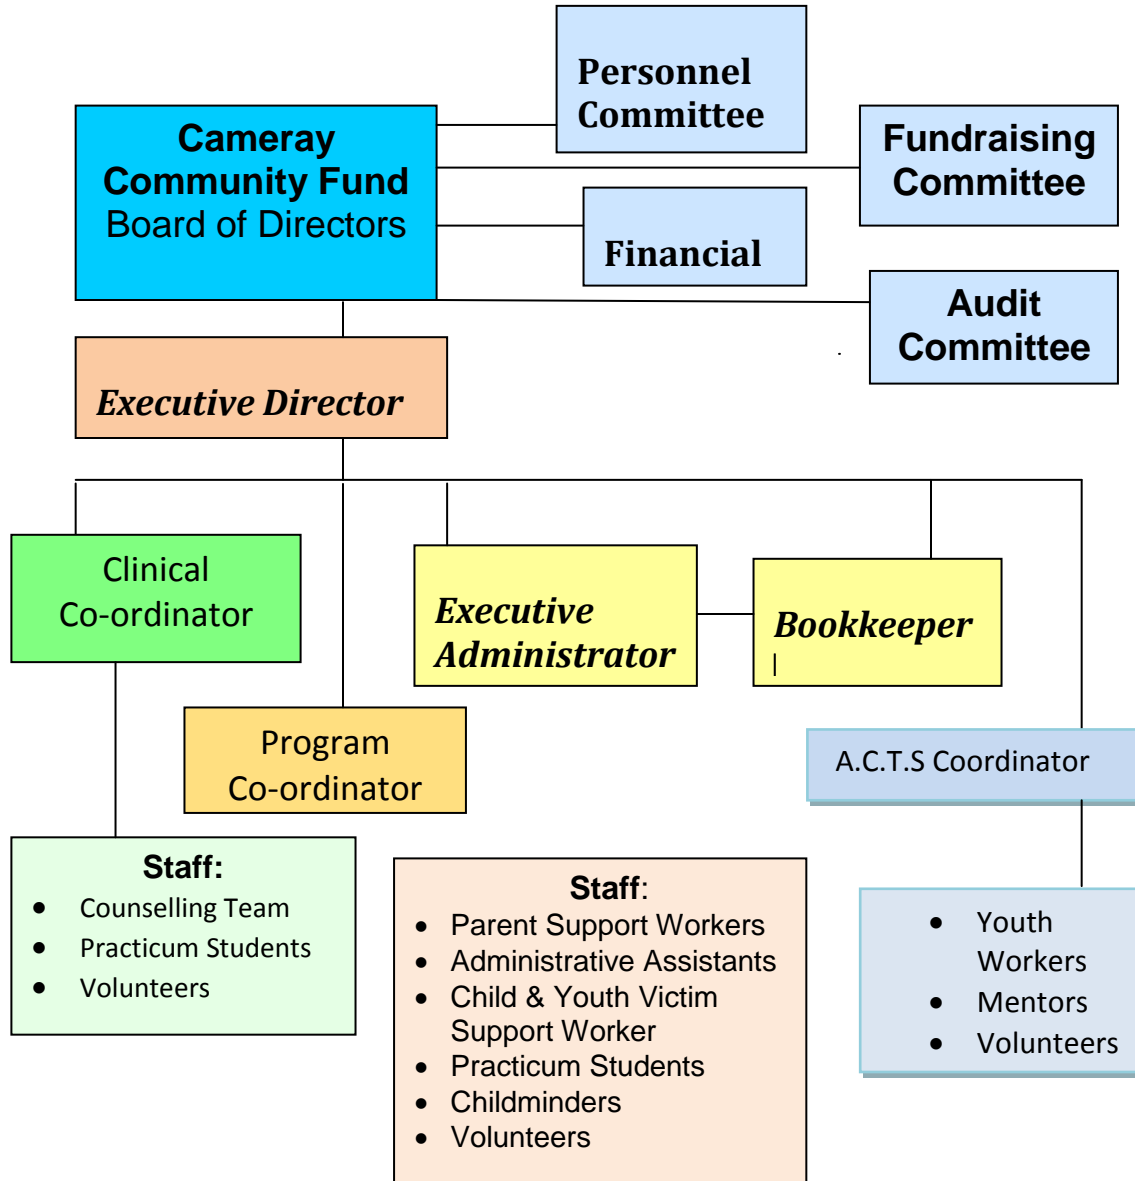 Personnel
Committee
Cameray
Community Fund
Board of Directors
Fundraising
Committee
Financial
Audit
Committee
.
Executive Director
Clinical
Co-ordinator
Executive
Administrator
Bookkeeper
|
Program
Co-ordinator
A.C.T.S Coordinator
Staff:
• Counselling Team
• Practicum Students
• Volunteers
Staff:
• Parent Support Workers
• Administrative Assistants
• Child & Youth Victim
Support Worker
• Practicum Students
• Childminders
• Volunteers
• Youth
Workers
• Mentors
• Volunteers